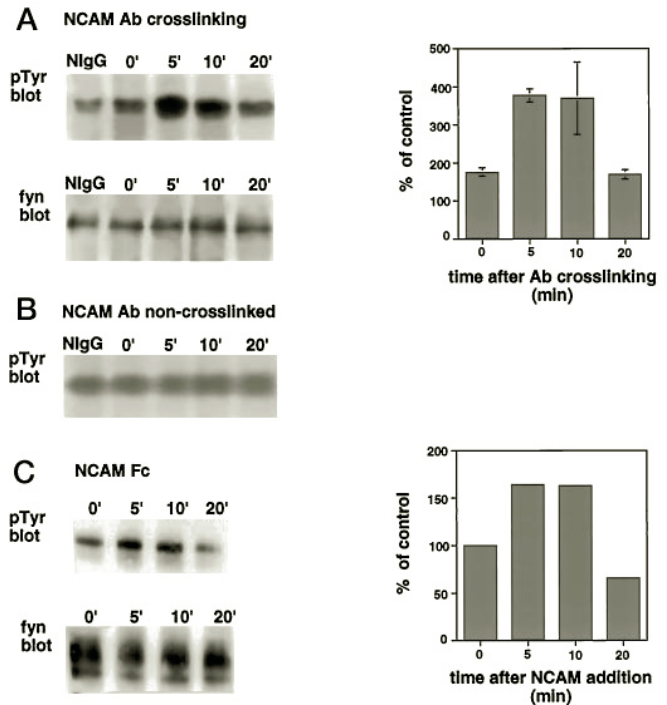 A NCAM Ab crosslinking
NIgG 0' 5' 10' 20'
pTyr
blot
NIgG 0' 5' 10' 20'
fyn
blot
500
400
300
200
100
0
% of control
0 5 10 20
time after Ab crosslinking
(min)
B NCAM Ab non-crosslinked
NIgG 0' 5' 10' 20'
pTyr
blot
C NCAM Fc
0' 5' 10' 20'
pTyr
blot
0' 5' 10' 20'
fyn
blot
200
150
100
50
0
% of control
0 5 10 20
time after NCAM addition
(min)